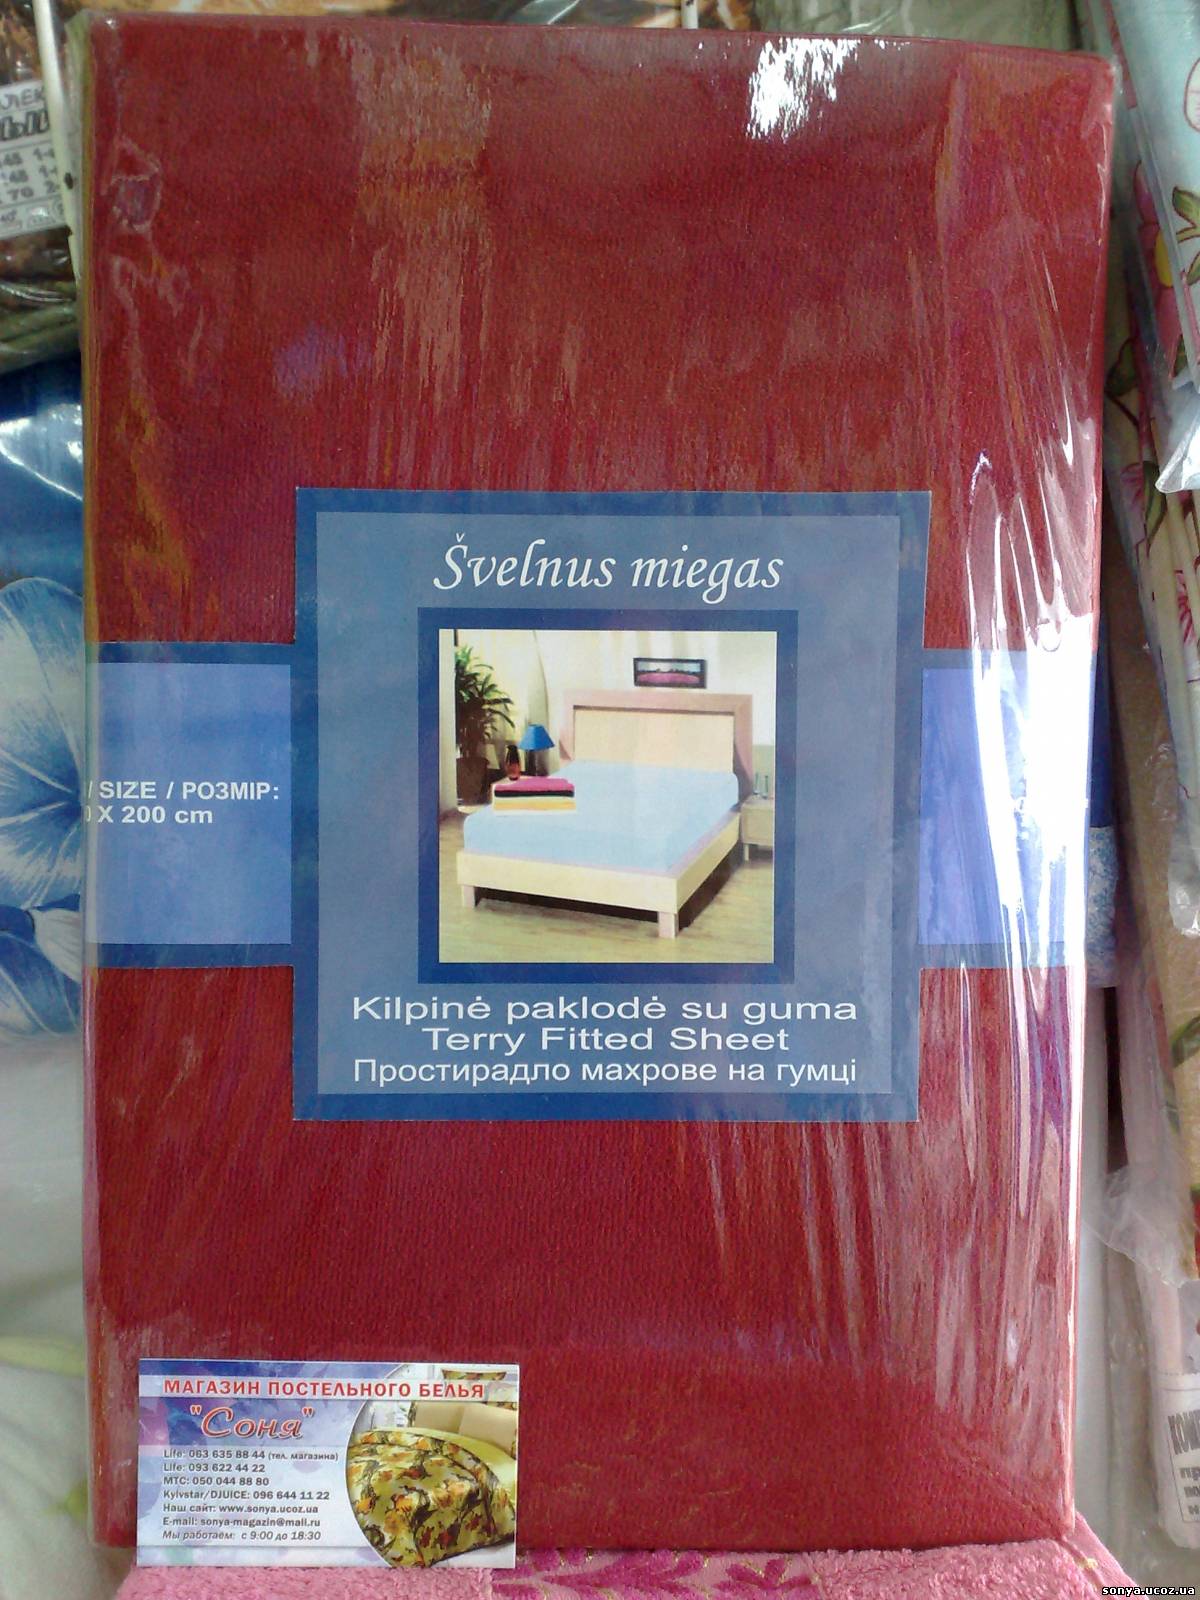 Švelnus miegas
/ SIZE / РОЗМІР:
X 200 cm
Kilpinė paklodė su guma
Terry Fitted Sheet
Простирадло махрове на гумці
МАГАЗИН ПОСТЕЛЬНОГО БЕЛЬЯ
"Соня"
Life: 063 635 88 44 (тел. магазина)
Life: 093 622 44 22
МТС: 050 044 88 80
Kyivstar/DJUICE: 096 644 11 22
Наш сайт: www.sonya.ucoz.ua
E-mail: sonya-magazin@mail.ru
Мы работаем: с 9:00 до 18:30
sonya.ucoz.ua